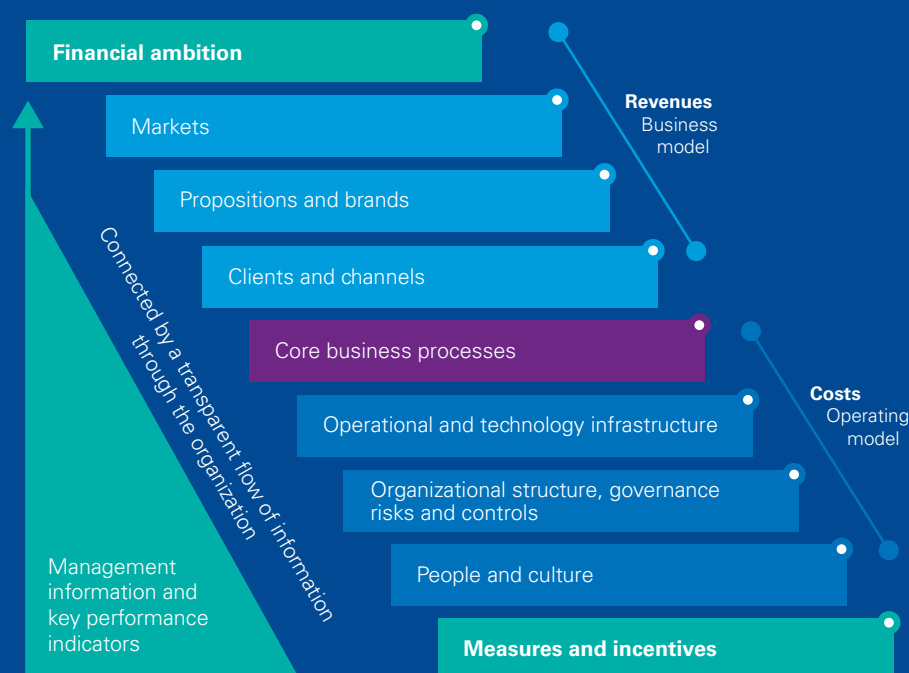 Financial ambition
Markets
Propositions and brands
Clients and channels
Core business processes
Operational and technology infrastructure
Organizational structure, governance
risks and controls
People and culture
Measures and incentives
Revenues
Business
model
Costs
Operating
model
Connected by a transparent flow of information
through the organization
Management
information and
key performance
indicators